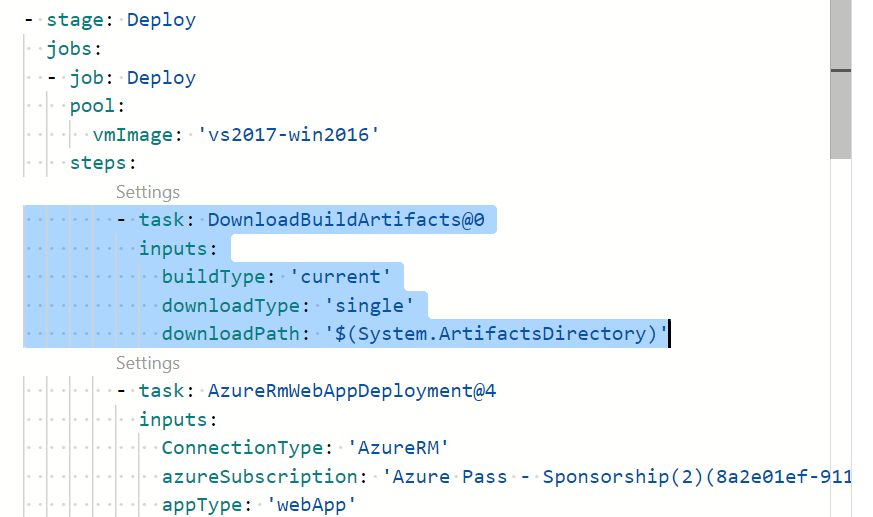 - stage: Deploy
jobs:
- job: Deploy
pool:
vmImage: 'vs2017-win2016'
steps:
Settings
- task: DownloadBuildArtifacts@0
inputs:
buildType: 'current'
downloadType: 'single'
downloadPath: '$(System.ArtifactsDirectory)'
Settings
- task: AzureRmWebAppDeployment@4
inputs:
ConnectionType: 'AzureRM'
azureSubscription: 'Azure Pass - Sponsorship(2)(8a2e01ef-911
appType: 'webApp'